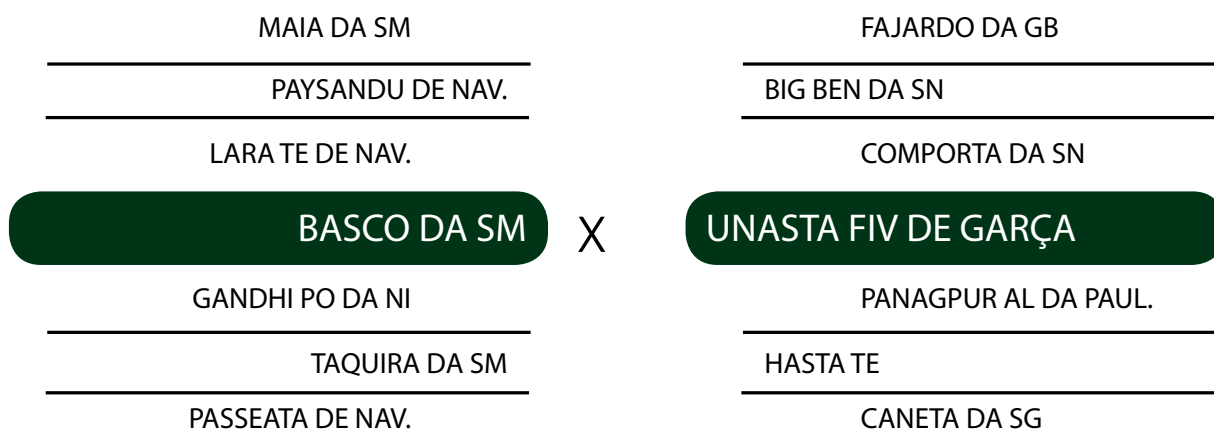 MAIA DA SM
PAYSANDU DE NAV.
LARA TE DE NAV.
BASCO DA SM
GANDHI PO DA NI
TAQUIRA DA SM
PASSEATA DE NAV.
X
FAJARDO DA GB
BIG BEN DA SN
COMPORTA DA SN
UNASTA FIV DE GARÇA
PANAGPUR AL DA PAUL.
HASTA TE
CANETA DA SG